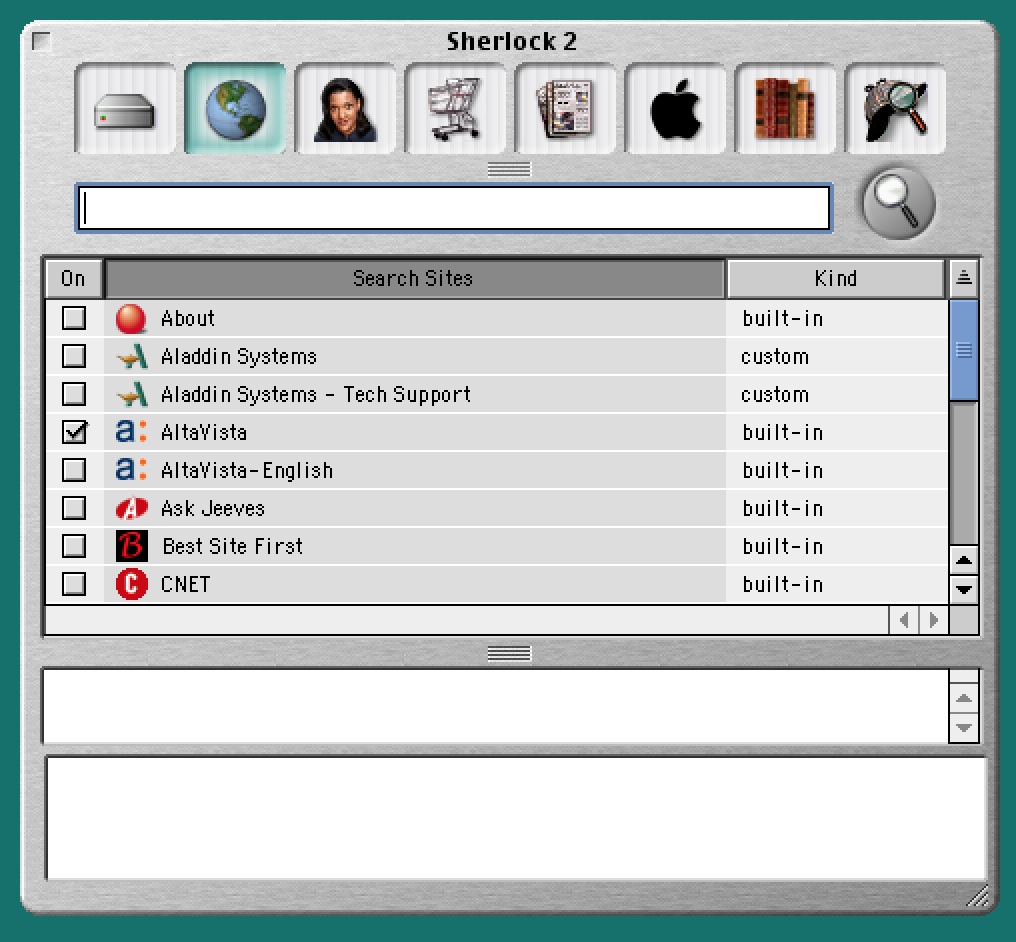 Sherlock 2
On Search Sites Kind
About built-in
Aladdin Systems custom
Aladdin Systems - Tech Support custom
a: AltaVista built-in
a: AltaVista-English built-in
A Ask Jeeves built-in
B Best Site First built-in
C CNET built-in